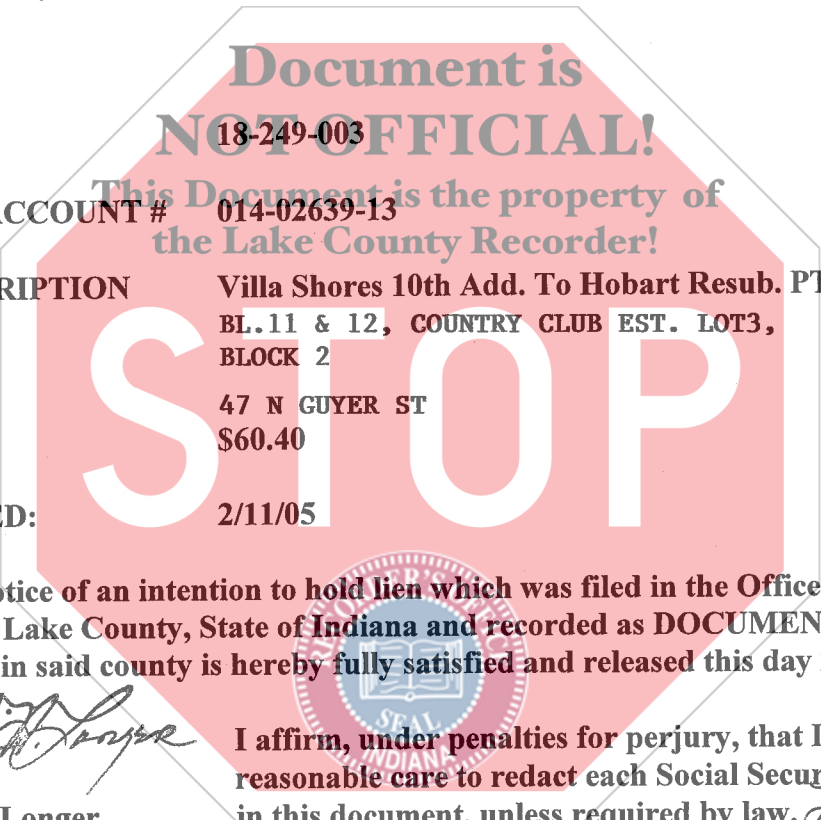 Document is
NOT OFFICIAL!
18-249-003
This Document is the property of
ACCOUNT # 014-02639-13
the Lake County Recorder!
RIPTION Villa Shores 10th Add. To Hobart Resub. PT
BL.11 & 12, COUNTRY CLUB EST. LOT3,
BLOCK 2
47 N GUYER ST
$60.40
STOP
ED: 2/11/05
otice of an intention to hold lien which was filed in the Office
Lake County, State of Indiana and recorded as DOCUMEN
in said county is hereby fully satisfied and released this day
RECORDER'S OFFICE
SEAL
INDIANA
I affirm, under penalties for perjury, that I
reasonable care to redact each Social Secu
Longer in this document, unless required by law.